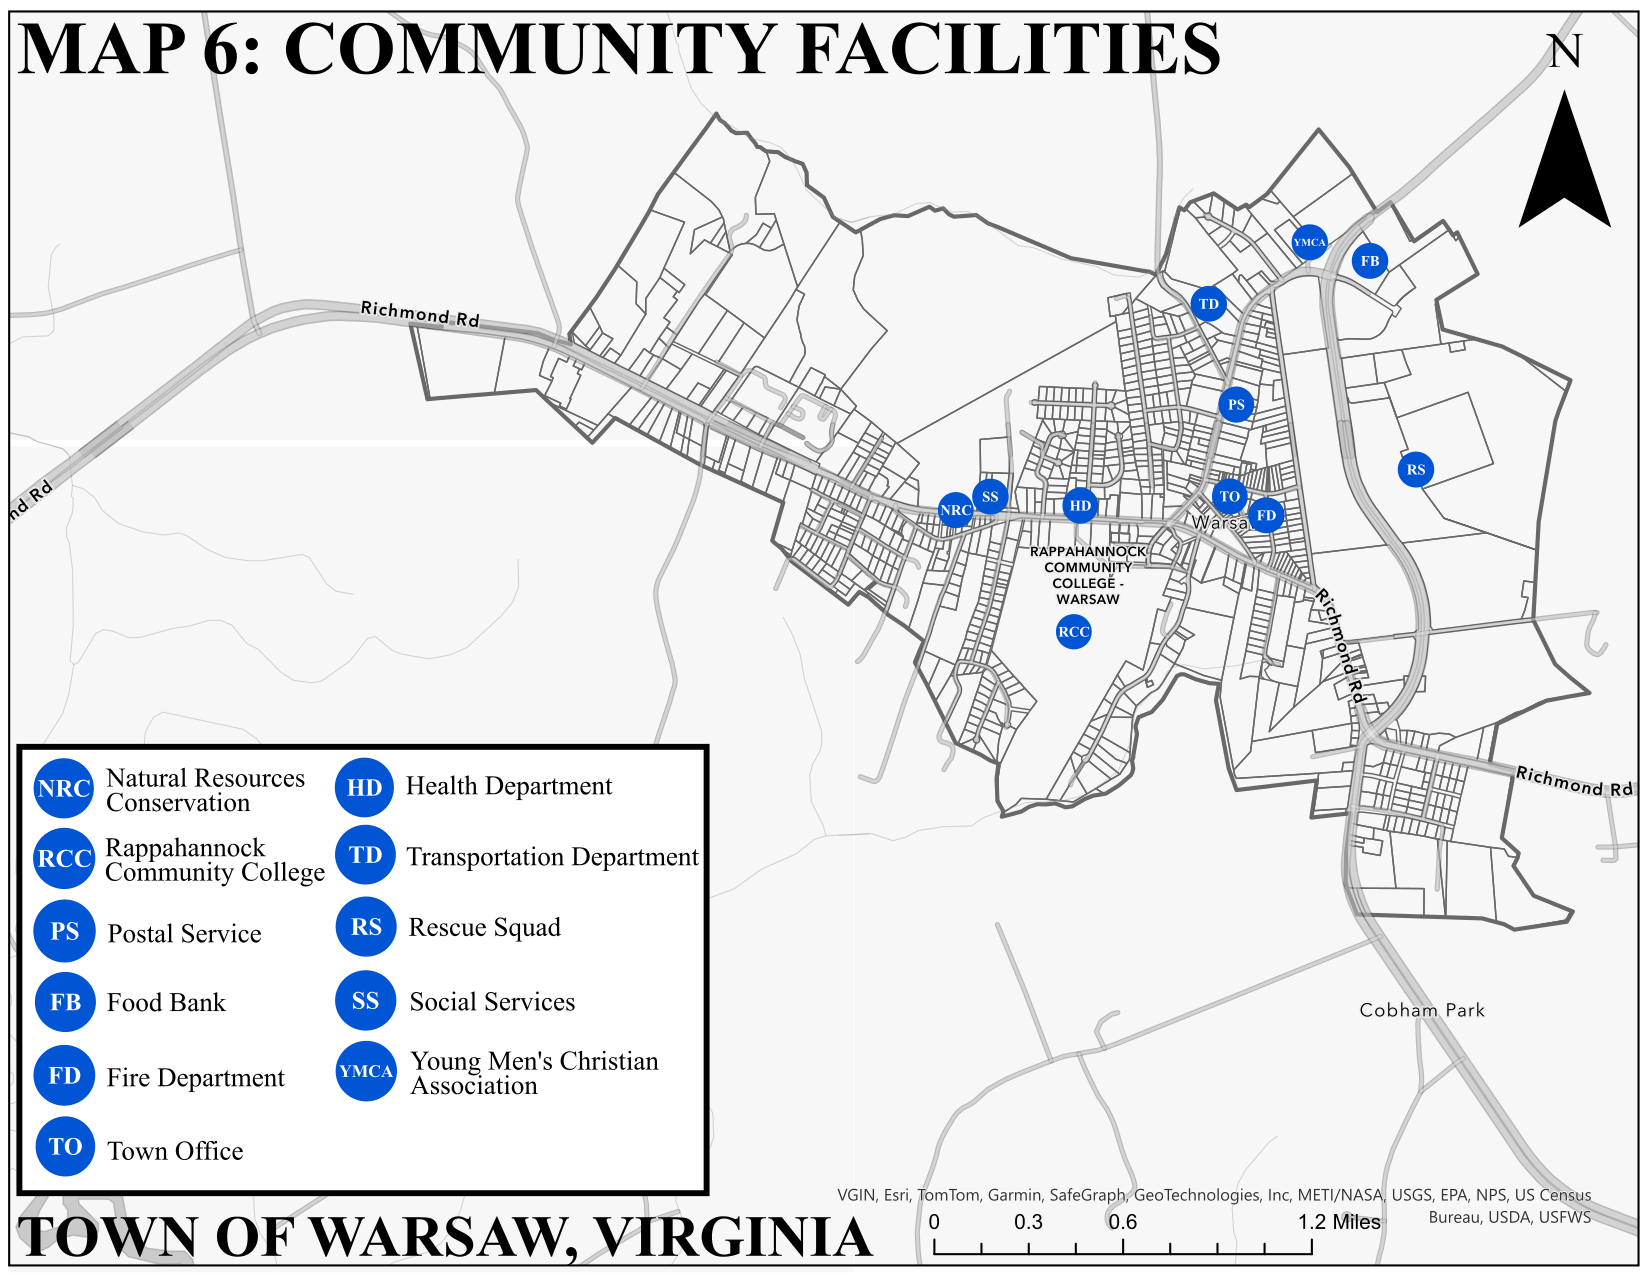 MAP 6: COMMUNITY FACILITIES
N
YMCA
FB
TD
Richmond Rd
PS
RS
nd Rd
NRC
SS
HD
TO
FD
Warsa
RAPPAHANNOCK
COMMUNITY
COLLEGE -
WARSAW
RCC
Richmond Rd
Richmond Rd
NRC
Natural Resources
Conservation
RCC
Rappahannock
Community College
PS
Postal Service
FB
Food Bank
FD
Fire Department
TO
Town Office
HD
Health Department
TD
Transportation Department
RS
Rescue Squad
SS
Social Services
YMCA
Young Men's Christian
Association
Cobham Park
VGIN, Esri, TomTom, Garmin, SafeGraph, GeoTechnologies, Inc, METI/NASA, USGS, EPA, NPS, US Census
Bureau, USDA, USFWS
0 0.3 0.6 1.2 Miles
TOWN OF WARSAW, VIRGINIA